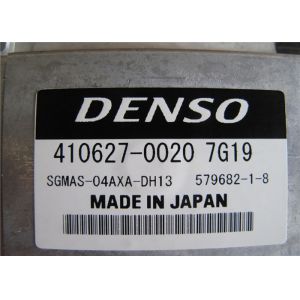 DENSO
410627-0020 7G19
SGMAS-04AXA-DH13 579682-1-8
MADE IN JAPAN